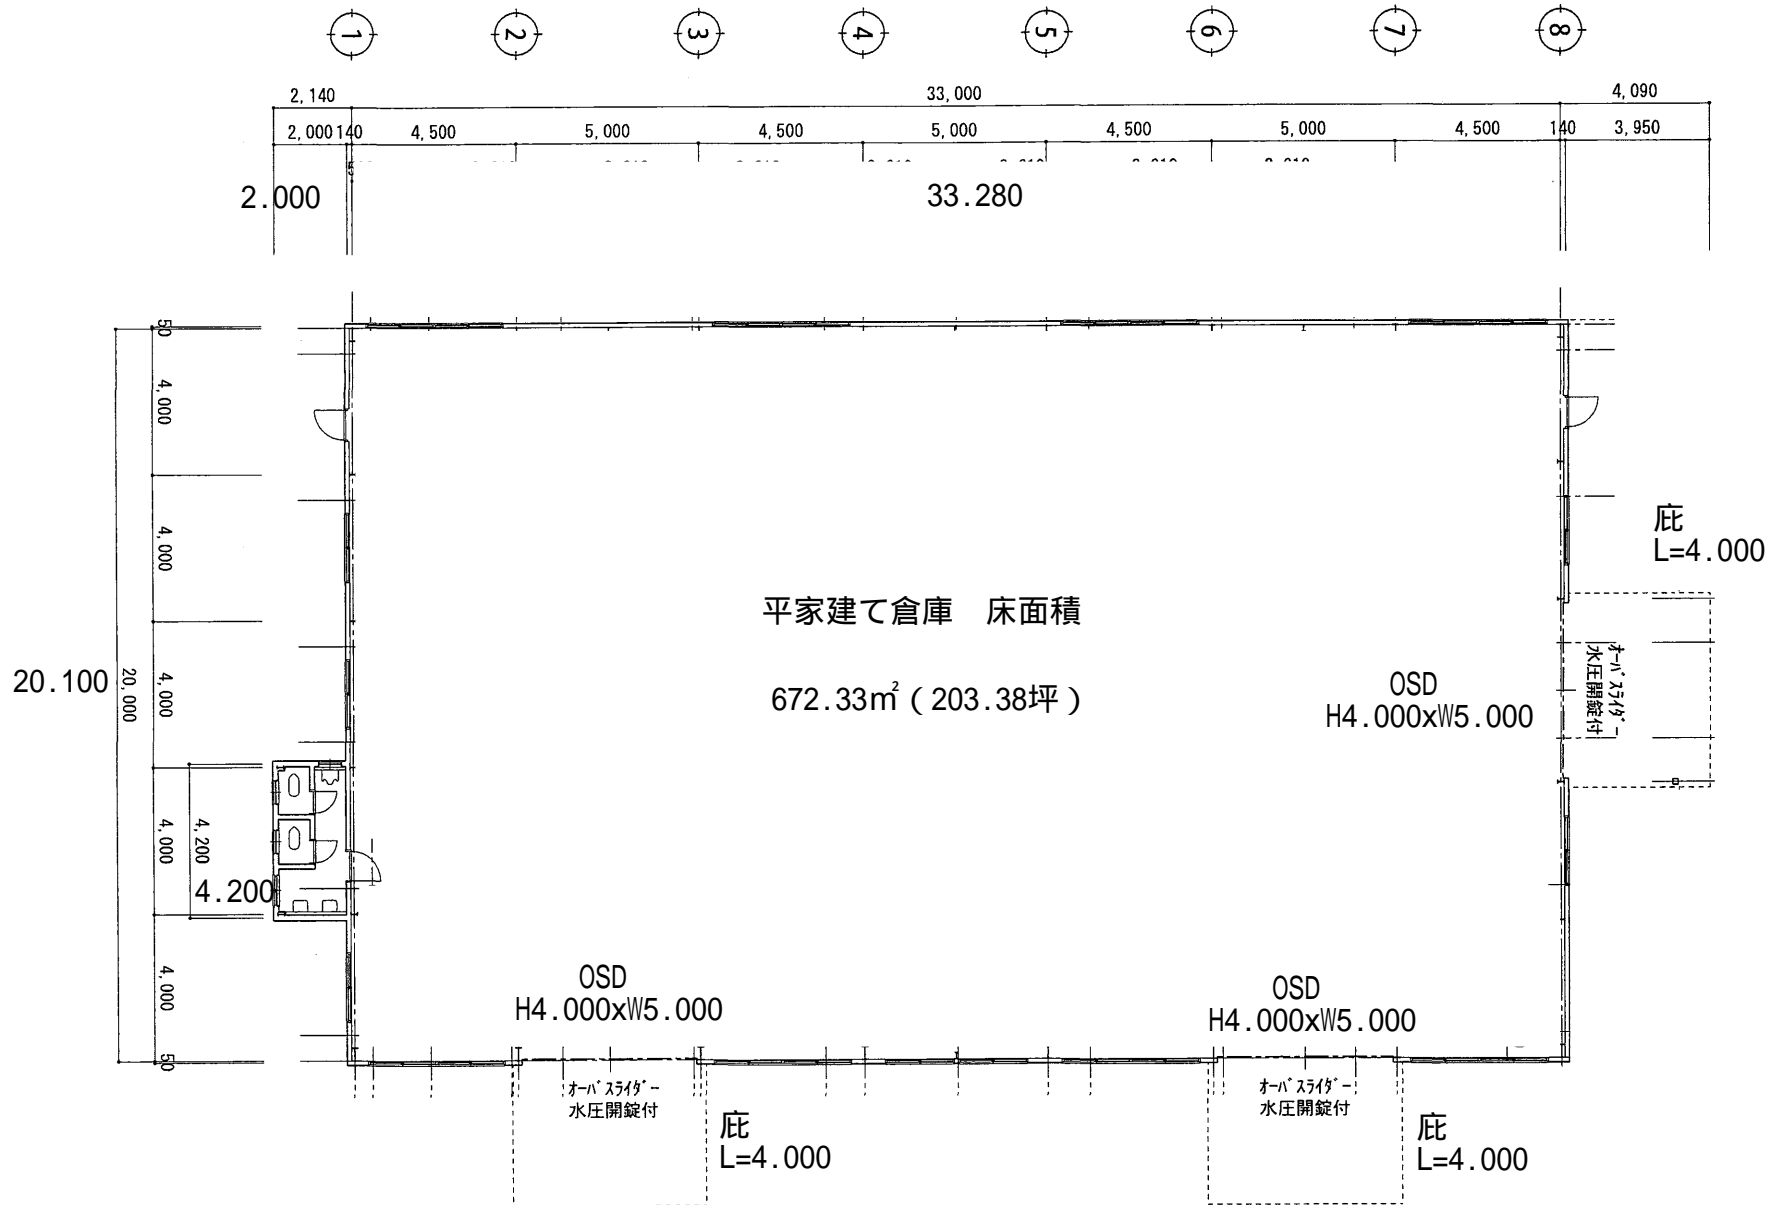 1 2 3 4 5 6 7 8
2,140 33,000 4,090
2,000 140 4,500 5,000 4,500 5,000 4,500 5,000 4,500 140 3,950
2.000 33.280
50
4,000
4,000
庇
L=4.000
平家建て倉庫 床面積
20.100 20,000 4,000
672.33㎡（203.38坪）
OSD
H4.000xW5.000
オーバースライダー
水圧開錠付
4,000 4,200
4.200
4,000
50
OSD
H4.000xW5.000
OSD
H4.000xW5.000
オーバスライダー
水圧開錠付
オーバスライダー
水圧開錠付
庇
L=4.000
庇
L=4.000